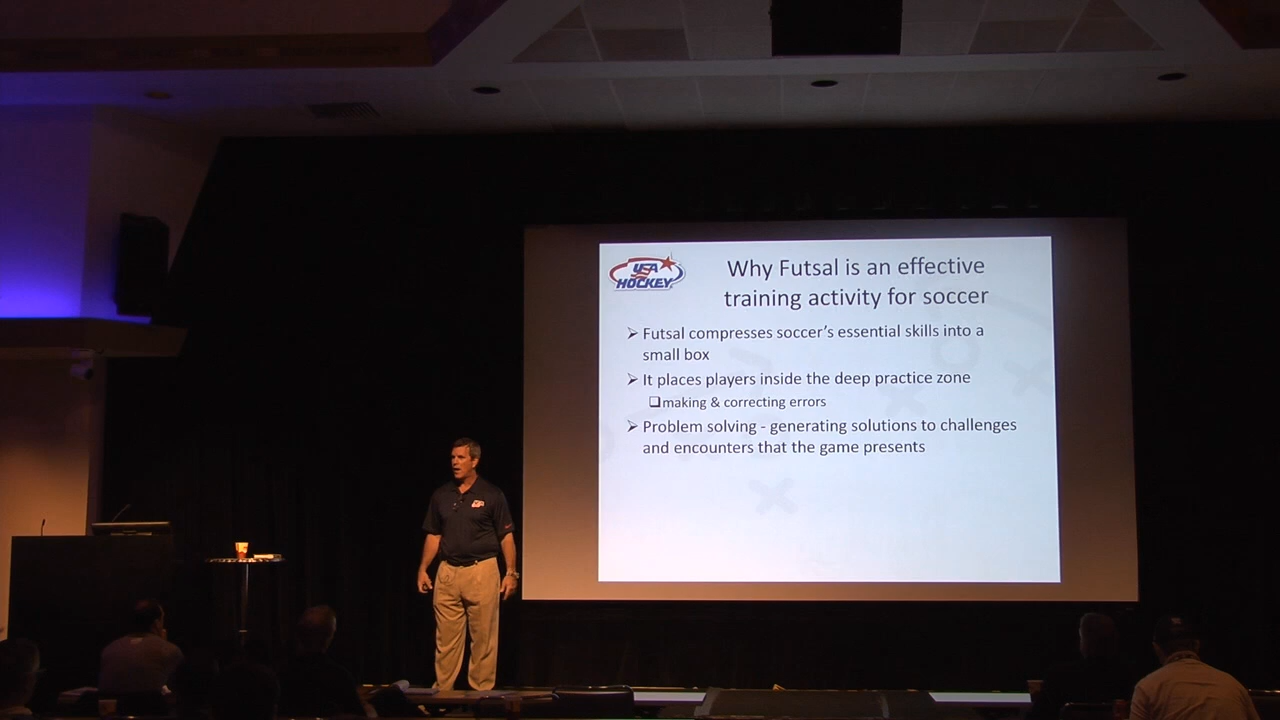 USA
HOCKEY
Why Futsal is an effective
training activity for soccer
➢ Futsal compresses soccer's essential skills into a
small box
➢ It places players inside the deep practice zone
❑making & correcting errors
➢ Problem solving - generating solutions to challenges
and encounters that the game presents